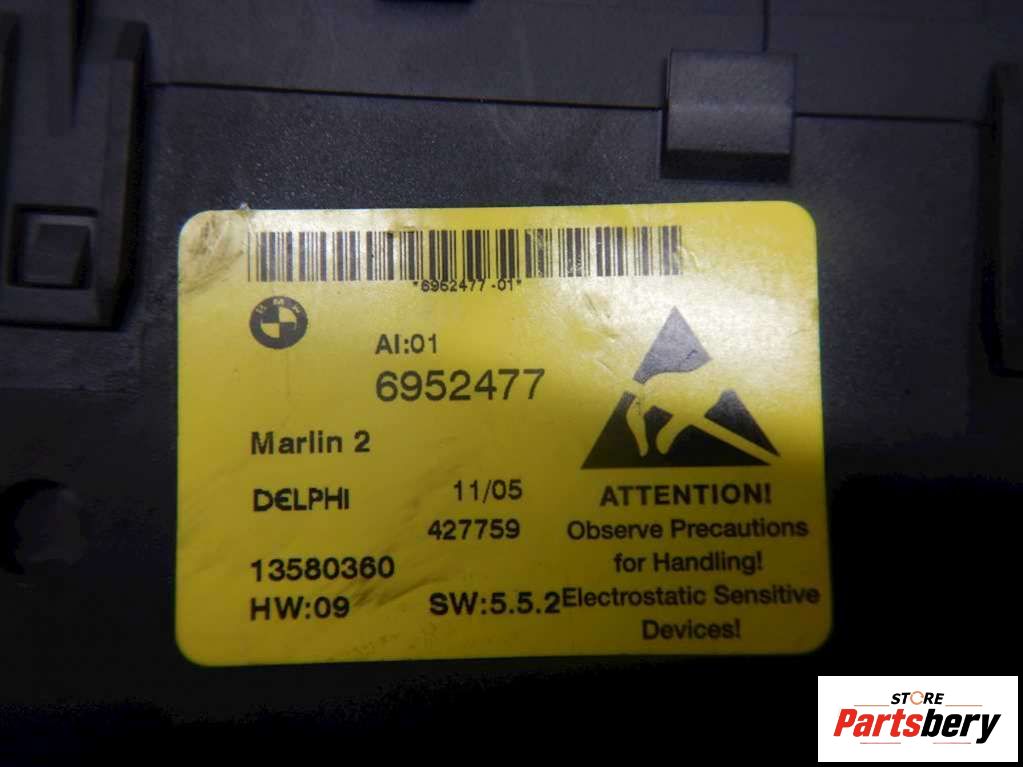 *6952477-01*
BMW
AI:01
6952477
Marlin 2
DELPHI
11/05
427759
13580360
HW:09
SW:5.5.2
ATTENTION!
Observe Precautions
for Handling!
Electrostatic Sensitive
Devices!
STORE
Partsbery